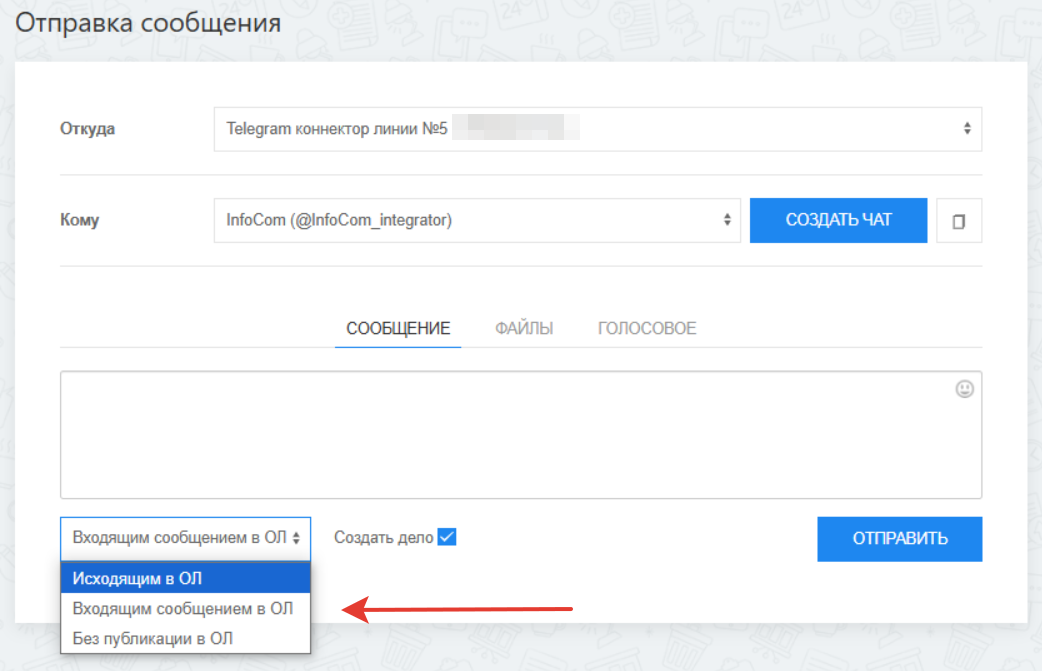 Отправка сообщения
Откуда
Telegram коннектор линии №5
Кому
InfoCom (@InfoCom_integrator)
СОЗДАТЬ ЧАТ
СООБЩЕНИЕ
ФАЙЛЫ
ГОЛОСОВОЕ
Входящим сообщением в ОЛ
Создать дело
ОТПРАВИТЬ
Исходящим в ОЛ
Входящим сообщением в ОЛ
Без публикации в ОЛ